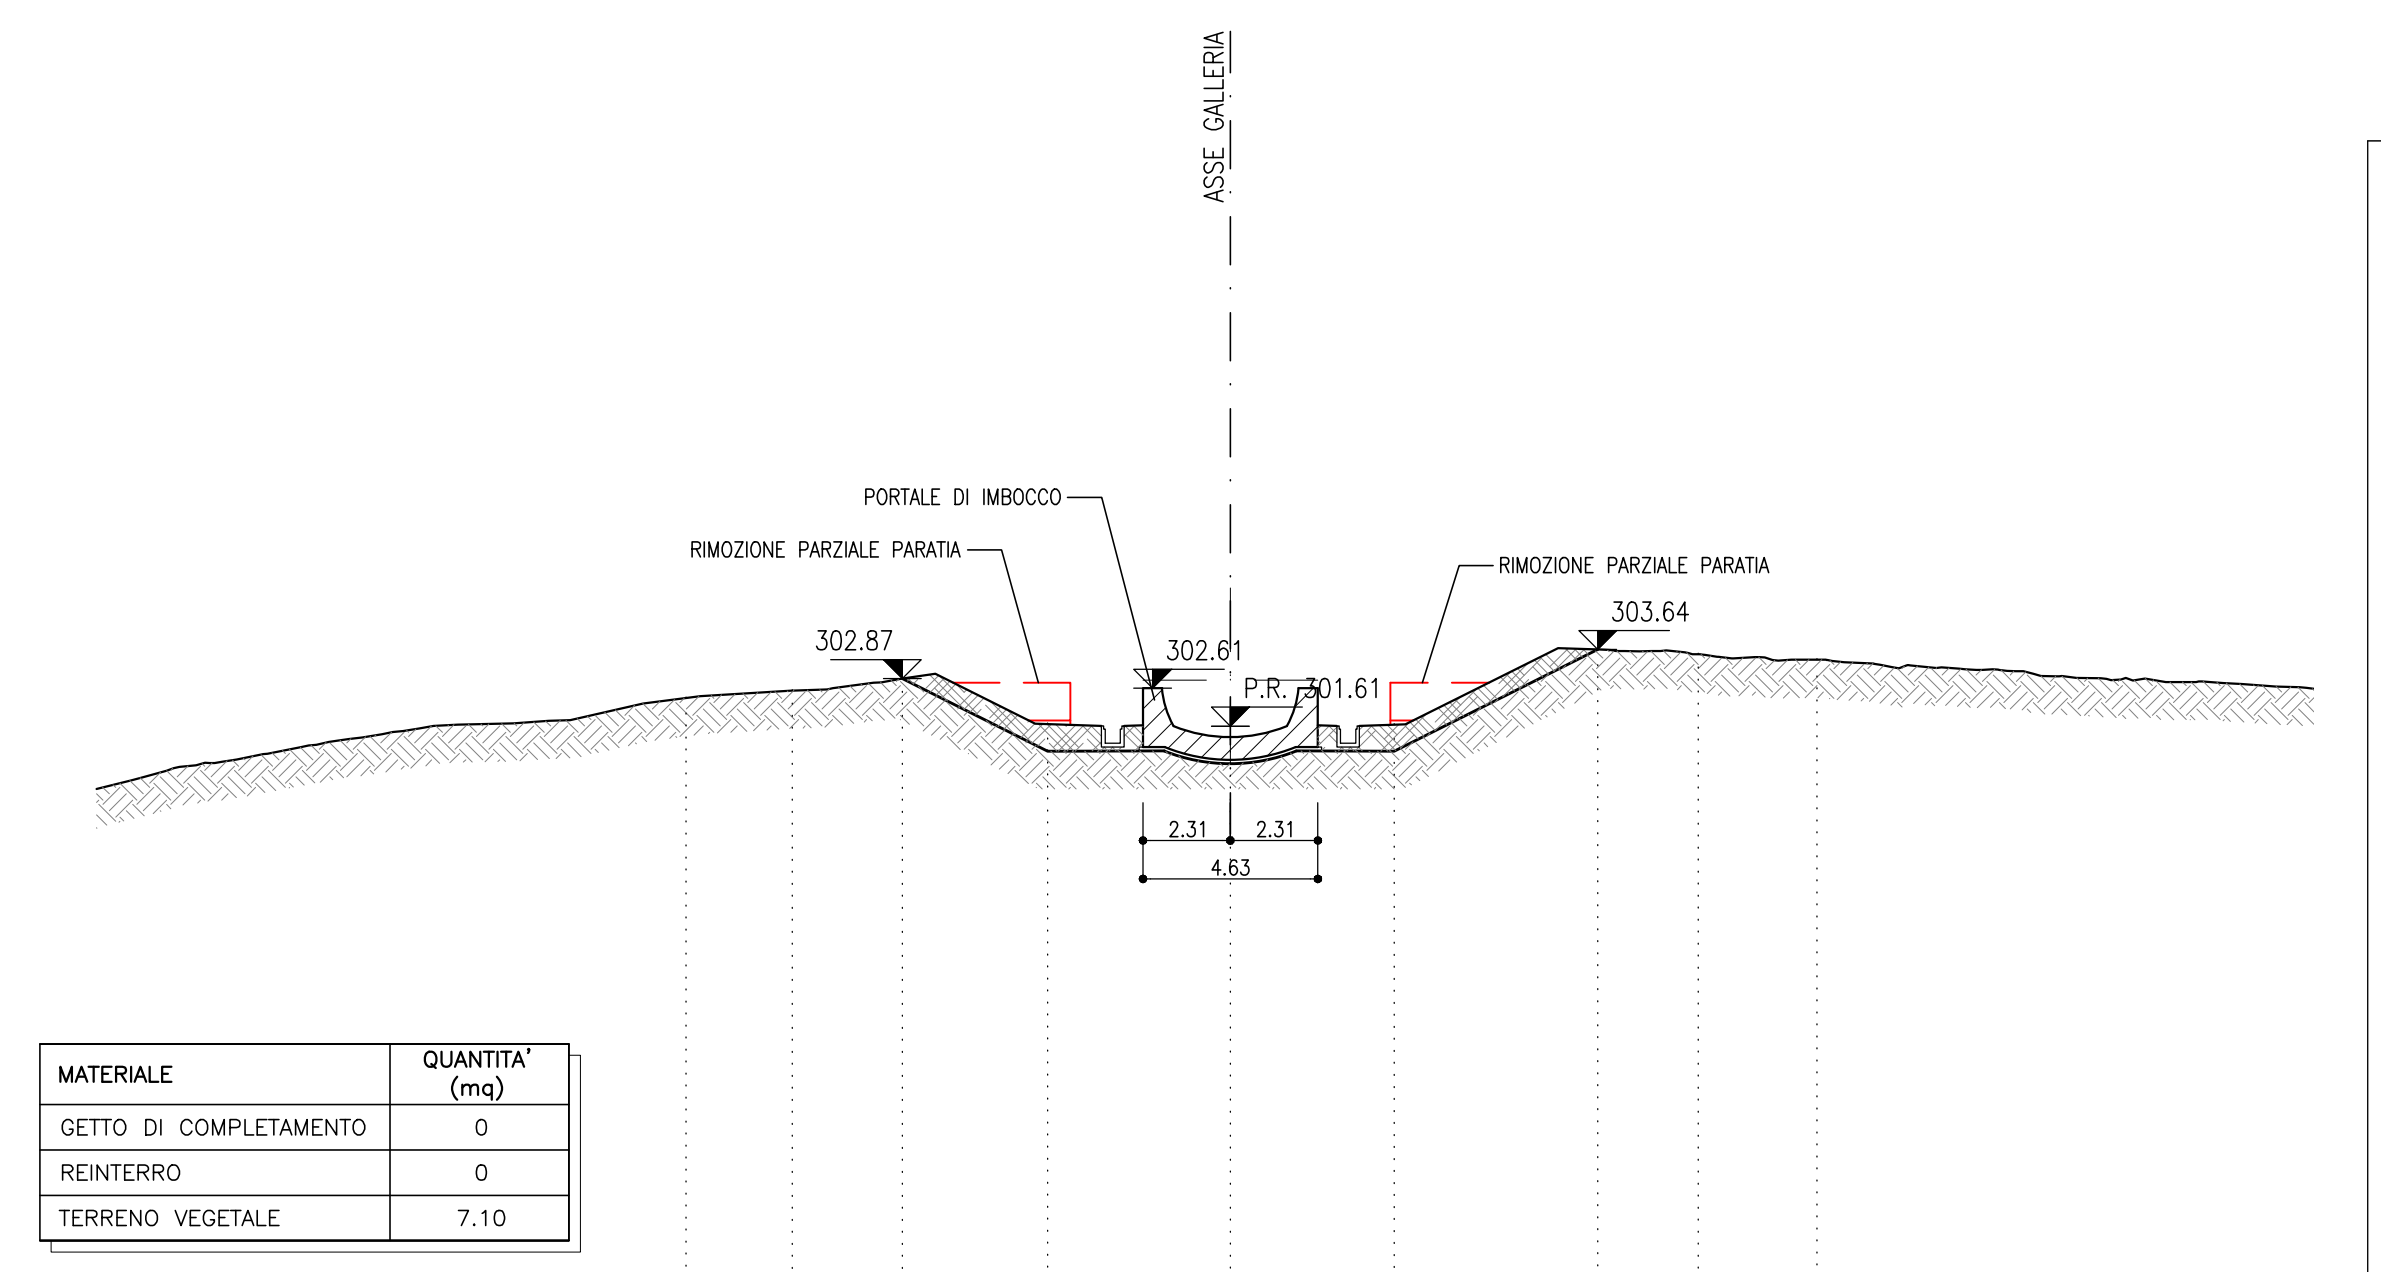 ASSE GALLERIA
PORTALE DI IMBOCCO
RIMOZIONE PARZIALE PARATIA
RIMOZIONE PARZIALE PARATIA
303.64
302.87
302.61
P.R. 301.61
2.31 2.31
4.63
MATERIALE QUANTITA'
(mq)
GETTO DI COMPLETAMENTO 0
REINTERRO 0
TERRENO VEGETALE 7.10